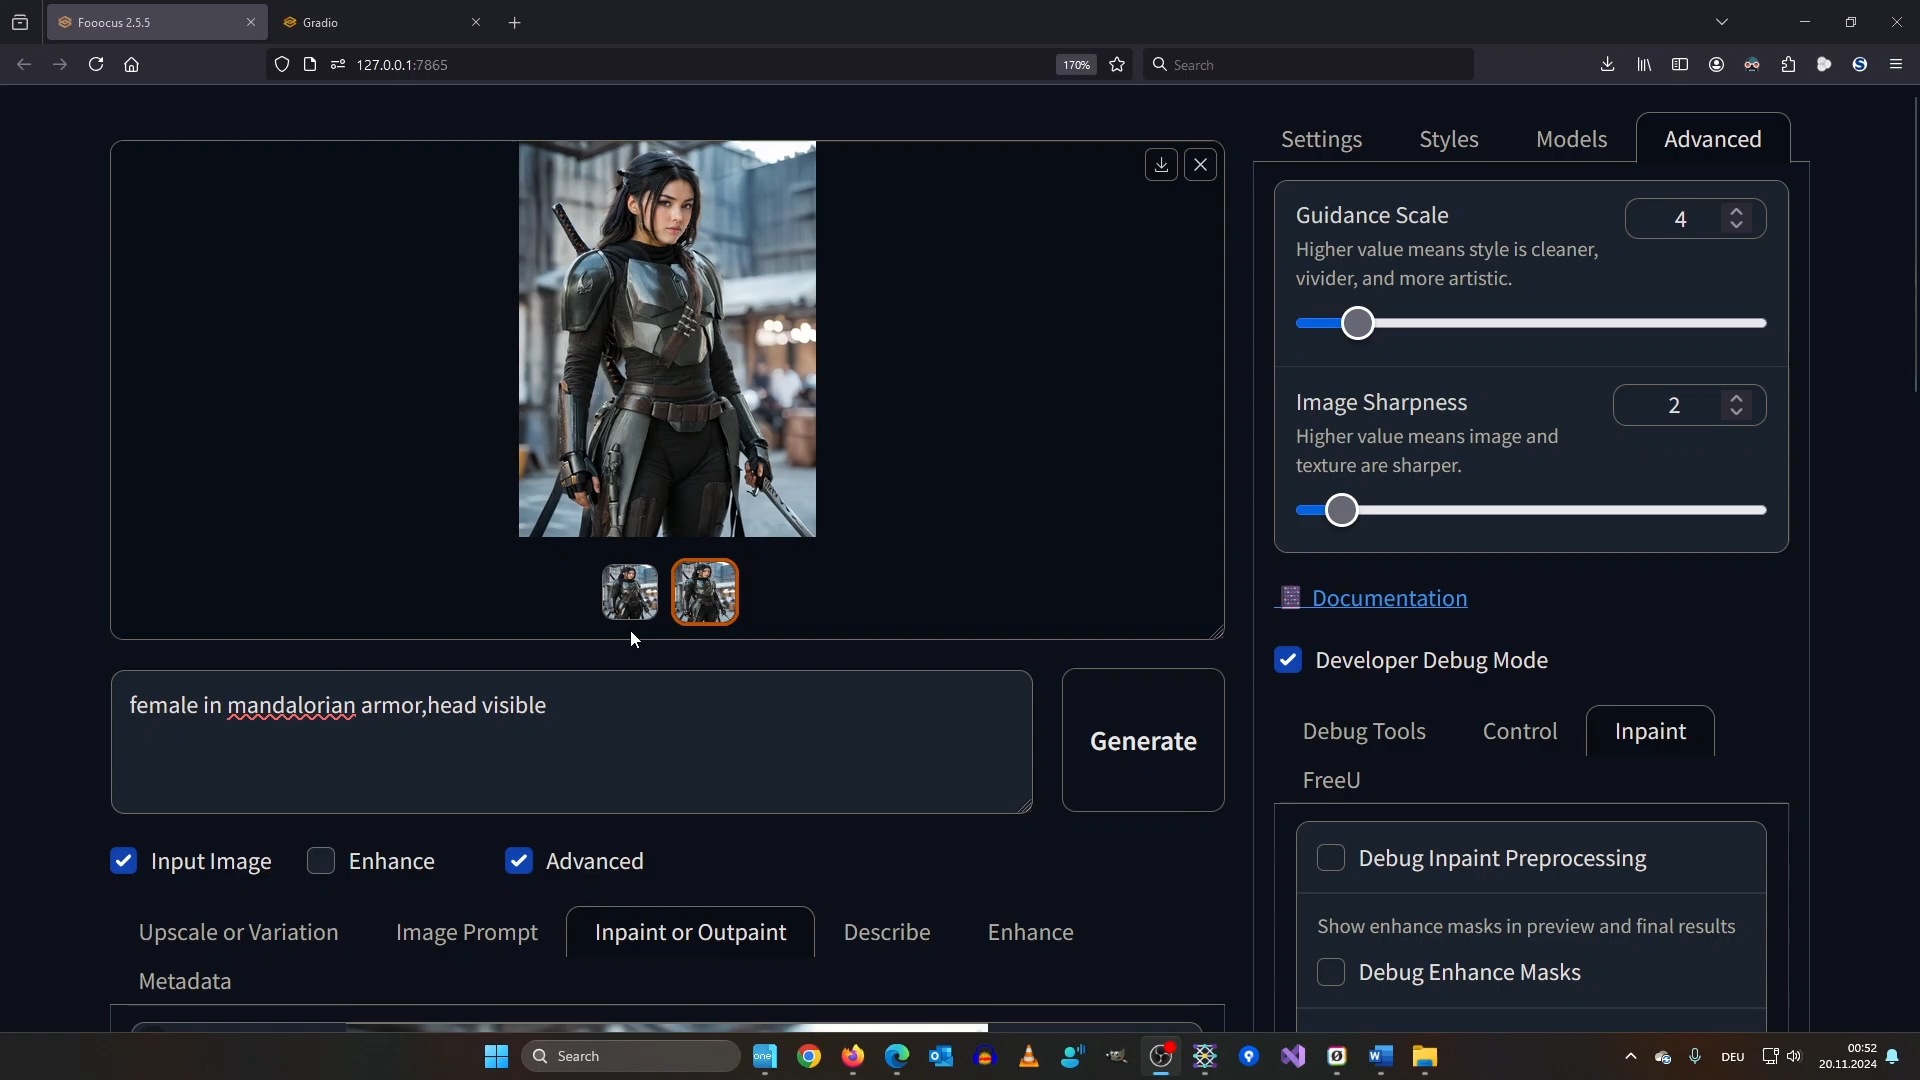 Fooocus 2.5.5
Gradio
127.0.0.1:7865
170%
Search
Settings
Styles
Models
Advanced
Guidance Scale
4
Higher value means style is cleaner,
vivider, and more artistic.
Image Sharpness
2
Higher value means image and
texture are sharper.
Documentation
Developer Debug Mode
female in mandalorian armor,head visible
Generate
Debug Tools
Control
Inpaint
FreeU
Input Image
Enhance
Advanced
Debug Inpaint Preprocessing
Upscale or Variation
Image Prompt
Inpaint or Outpaint
Describe
Enhance
Show enhance masks in preview and final results
Metadata
Debug Enhance Masks
Search
one
DEU
00:52
20.11.2024